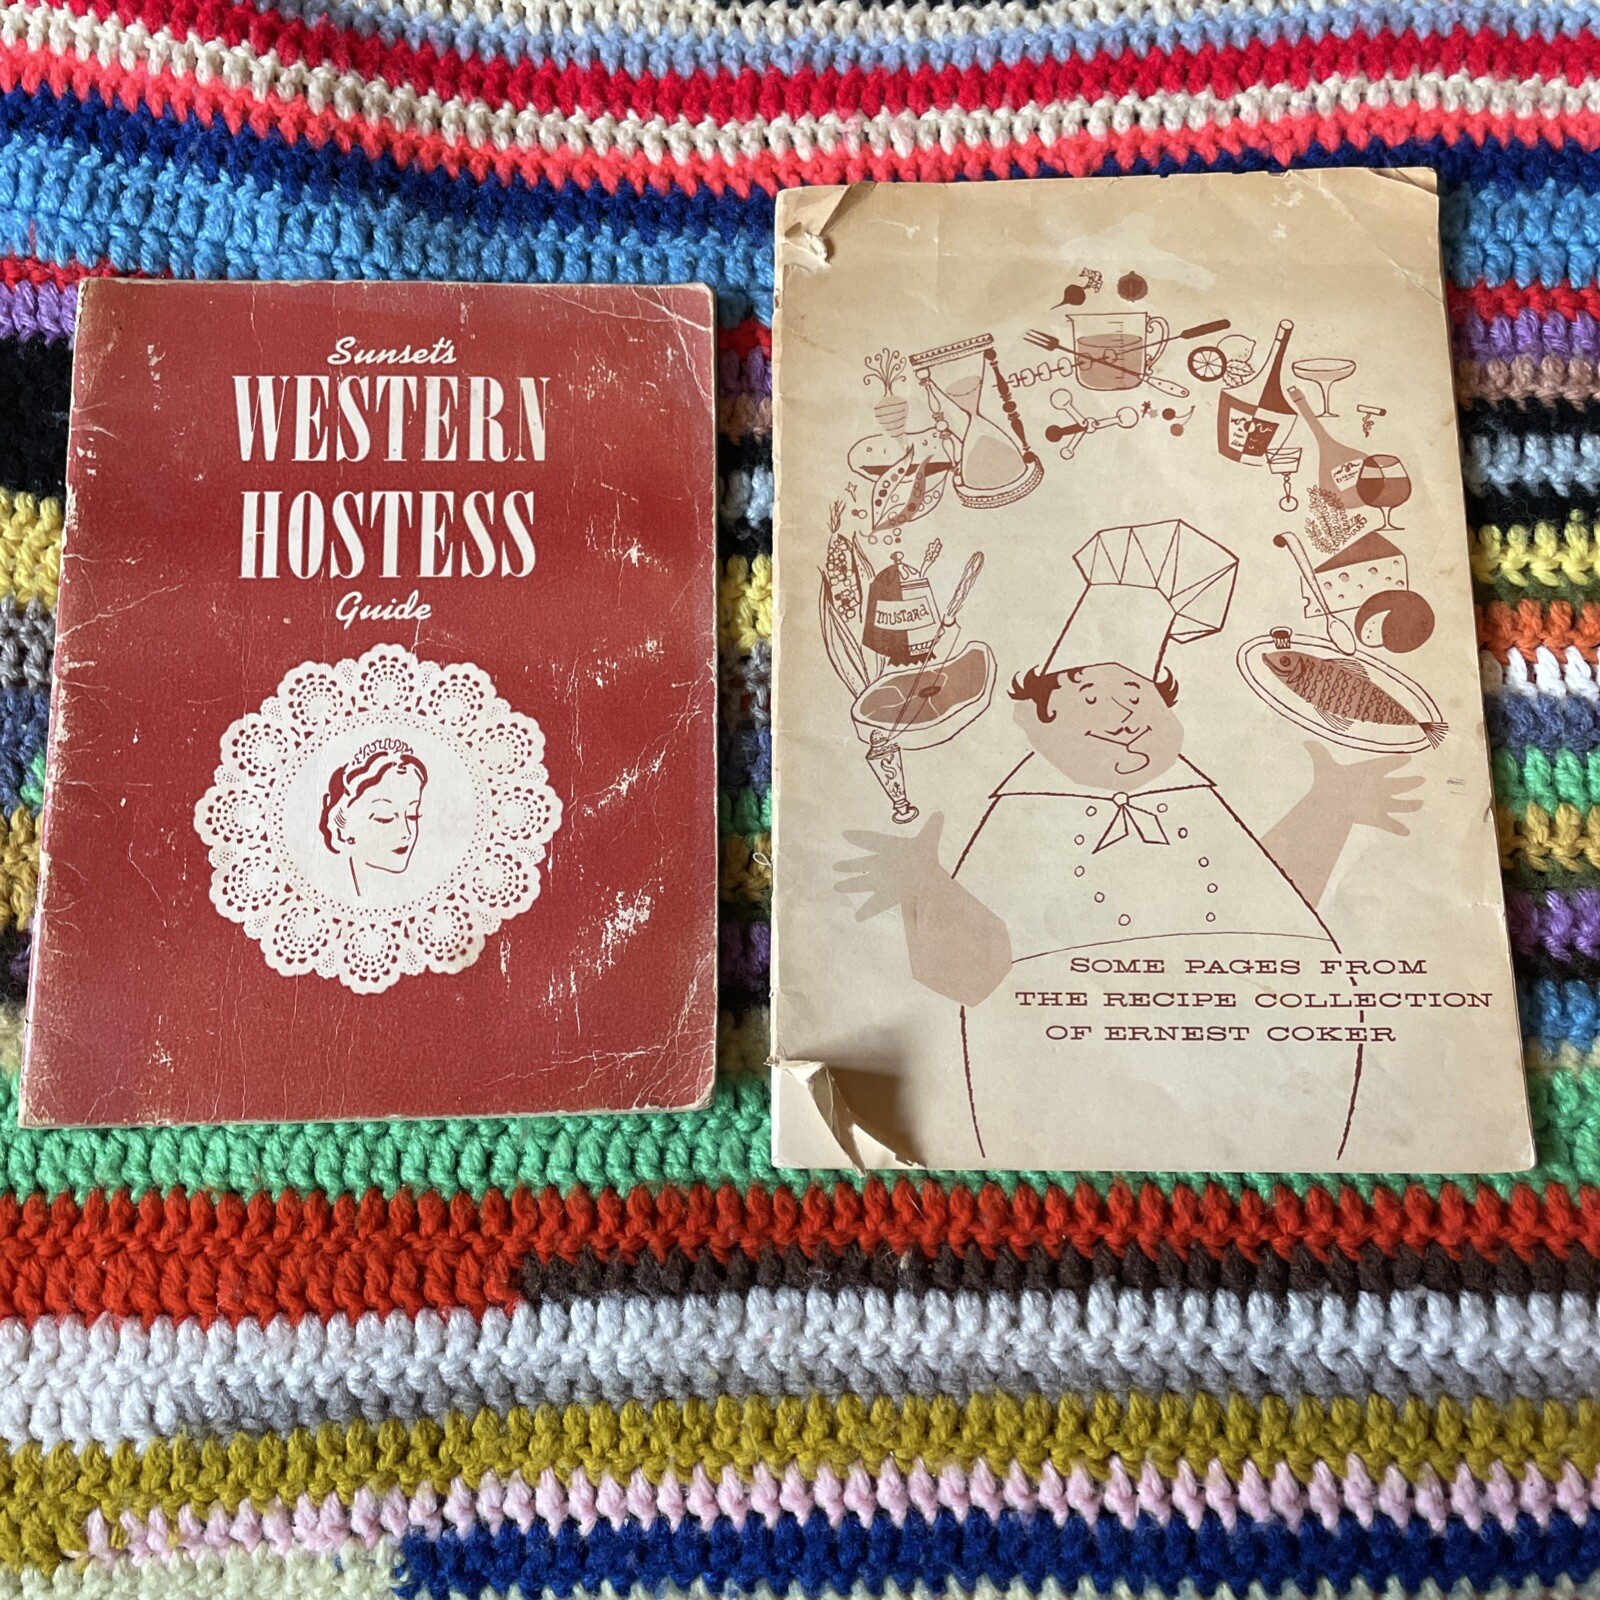 Sunset's
WESTERN
HOSTESS
Guide
MUSTARD
SOME PAGES FROM
THE RECIPE COLLECTION
OF ERNEST COKER